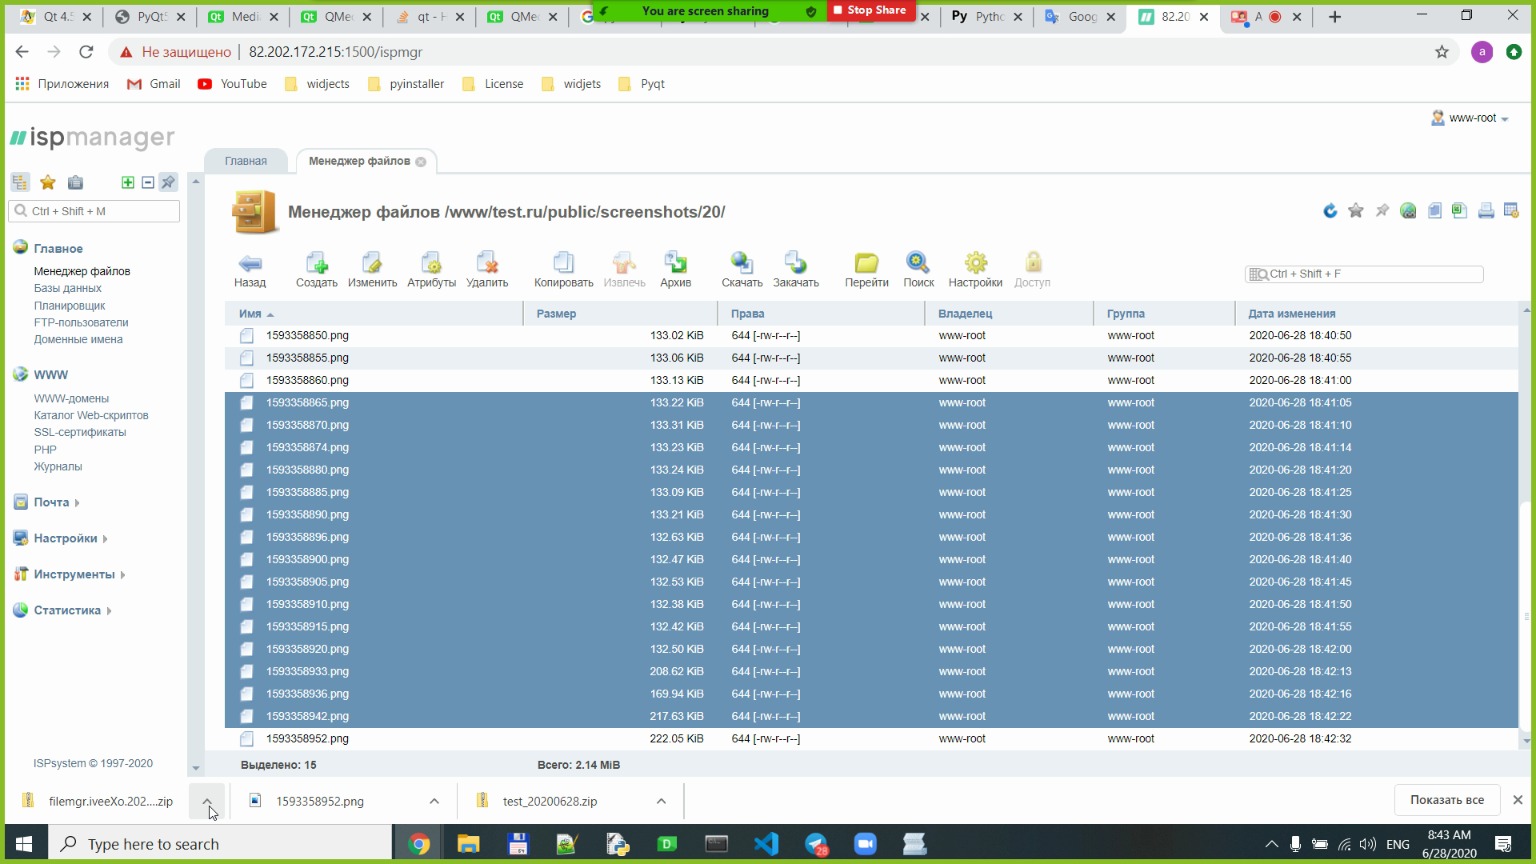 Qt 4.5
PyQt5
Medi
QMe
qt - H
QMe
You are screen sharing
Stop Share
Pytho
Goog
82.20
A
Не защищено
82.202.172.215:1500/ispmgr
a
Приложения
Gmail
YouTube
widjects
pyinstaller
License
widjets
Pyqt
ispmanager
www-root
Главная
Менеджер файлов
Ctrl + Shift + M
Менеджер файлов /www/test.ru/public/screenshots/20/
Назад
Создать
Изменить
Атрибуты
Удалить
Копировать
Извлечь
Архив
Скачать
Закачать
Перейти
Поиск
Настройки
Доступ
Ctrl + Shift + F
Главное
Менеджер файлов
Базы данных
Планировщик
FTP-пользователи
Доменные имена
WWW
WWW-домены
Каталог Web-скриптов
SSL-сертификаты
PHP
Журналы
Почта
Настройки
Инструменты
Статистика
ISPsystem © 1997-2020
Имя Размер Права Владелец Группа Дата изменения
1593358850.png 133.02 KiB 644 [-rw-r--r--] www-root www-root 2020-06-28 18:40:50
1593358855.png 133.06 KiB 644 [-rw-r--r--] www-root www-root 2020-06-28 18:40:55
1593358860.png 133.13 KiB 644 [-rw-r--r--] www-root www-root 2020-06-28 18:41:00
1593358865.png 133.22 KiB 644 [-rw-r--r--] www-root www-root 2020-06-28 18:41:05
1593358870.png 133.31 KiB 644 [-rw-r--r--] www-root www-root 2020-06-28 18:41:10
1593358874.png 133.23 KiB 644 [-rw-r--r--] www-root www-root 2020-06-28 18:41:14
1593358880.png 133.24 KiB 644 [-rw-r--r--] www-root www-root 2020-06-28 18:41:20
1593358885.png 133.09 KiB 644 [-rw-r--r--] www-root www-root 2020-06-28 18:41:25
1593358890.png 133.21 KiB 644 [-rw-r--r--] www-root www-root 2020-06-28 18:41:30
1593358896.png 132.63 KiB 644 [-rw-r--r--] www-root www-root 2020-06-28 18:41:36
1593358900.png 132.47 KiB 644 [-rw-r--r--] www-root www-root 2020-06-28 18:41:40
1593358905.png 132.53 KiB 644 [-rw-r--r--] www-root www-root 2020-06-28 18:41:45
1593358910.png 132.38 KiB 644 [-rw-r--r--] www-root www-root 2020-06-28 18:41:50
1593358915.png 132.42 KiB 644 [-rw-r--r--] www-root www-root 2020-06-28 18:41:55
1593358920.png 132.50 KiB 644 [-rw-r--r--] www-root www-root 2020-06-28 18:42:00
1593358933.png 208.62 KiB 644 [-rw-r--r--] www-root www-root 2020-06-28 18:42:13
1593358936.png 169.94 KiB 644 [-rw-r--r--] www-root www-root 2020-06-28 18:42:16
1593358942.png 217.63 KiB 644 [-rw-r--r--] www-root www-root 2020-06-28 18:42:22
1593358952.png 222.05 KiB 644 [-rw-r--r--] www-root www-root 2020-06-28 18:42:32
Выделено: 15 Всего: 2.14 MiB
filemgr.iveeXo.202....zip
1593358952.png
test_20200628.zip
Показать все
Type here to search
28
ENG
8:43 AM
6/28/2020